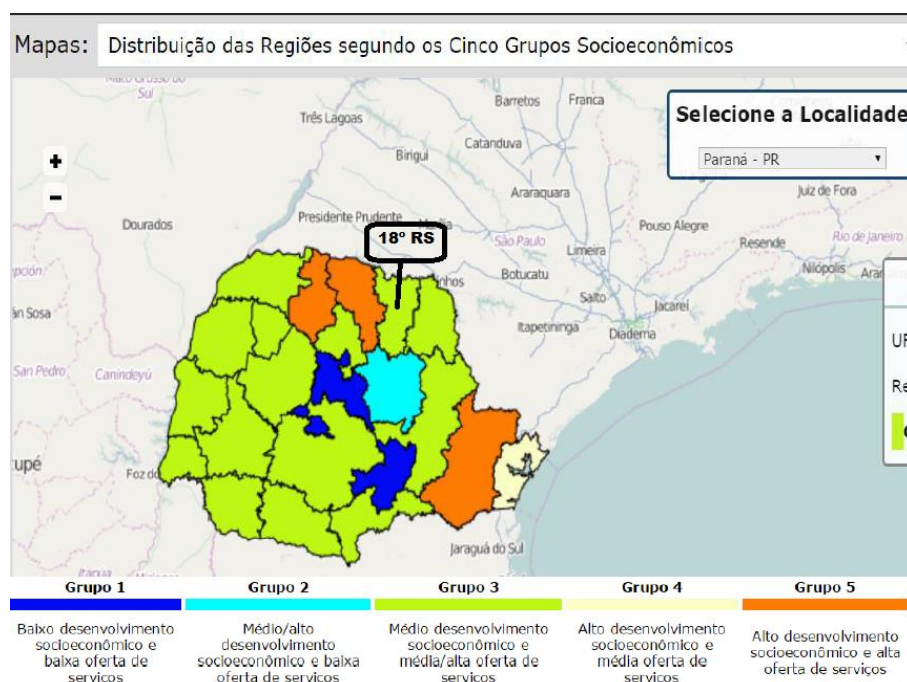 Mapas: Distribuição das Regiões segundo os Cinco Grupos Socioeconômicos
Sul
Três Lagoas
Barretos
Franca
Selecione a Localidade
Paraná - PR
Catanduva
Birigui
Araraquara
Juiz de Fora
Dourados
Presidente Prudente
18º RS
São Paulo
Limeira
Pouso Alegre
Resende
Rio de Janeiro
Nilópolis
Botucatu
Salto
Jacareí
Itapetininga
Diadema
San Pedro
Canindeyú
Foz do
Jaraguá do Sul
Grupo 1
Baixo desenvolvimento
socioeconômico e
baixa oferta de
serviços
Grupo 2
Médio/alto
desenvolvimento
socioeconômico e baixa
oferta de serviços
Grupo 3
Médio desenvolvimento
socioeconômico e
média/alta oferta de
serviços
Grupo 4
Alto desenvolvimento
socioeconômico e
média oferta de
serviços
Grupo 5
Alto desenvolvimento
socioeconômico e alta
oferta de serviços